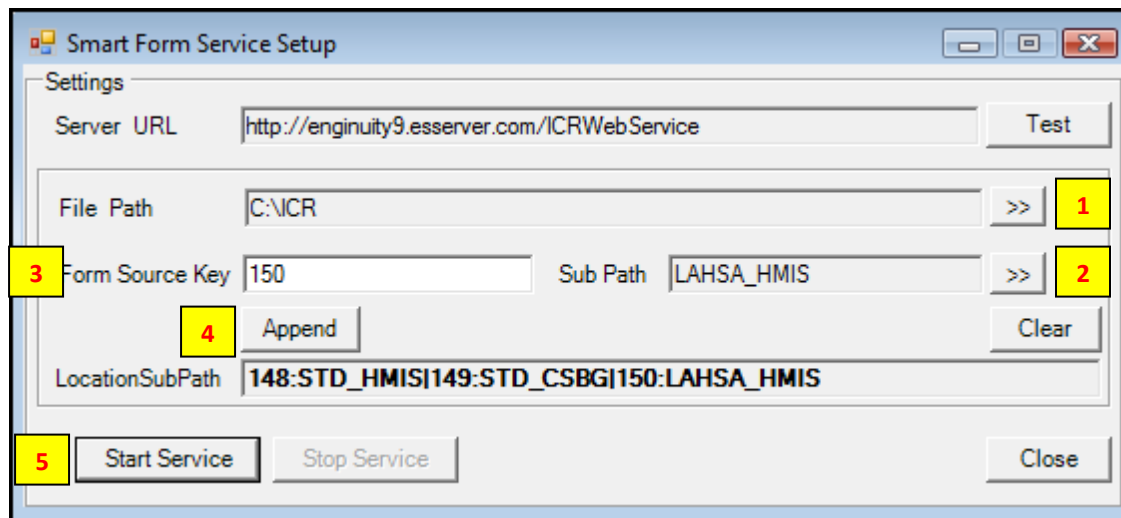 Smart Form Service Setup
Settings
Server URL http://enginuity9.esserver.com/ICRWebService Test
File Path C:\ICR >> 1
3 Form Source Key 150 Sub Path LAHSA_HMIS >> 2
4 Append Clear
LocationSubPath 148:STD_HMIS|149:STD_CSBG|150:LAHSA_HMIS
5 Start Service Stop Service Close